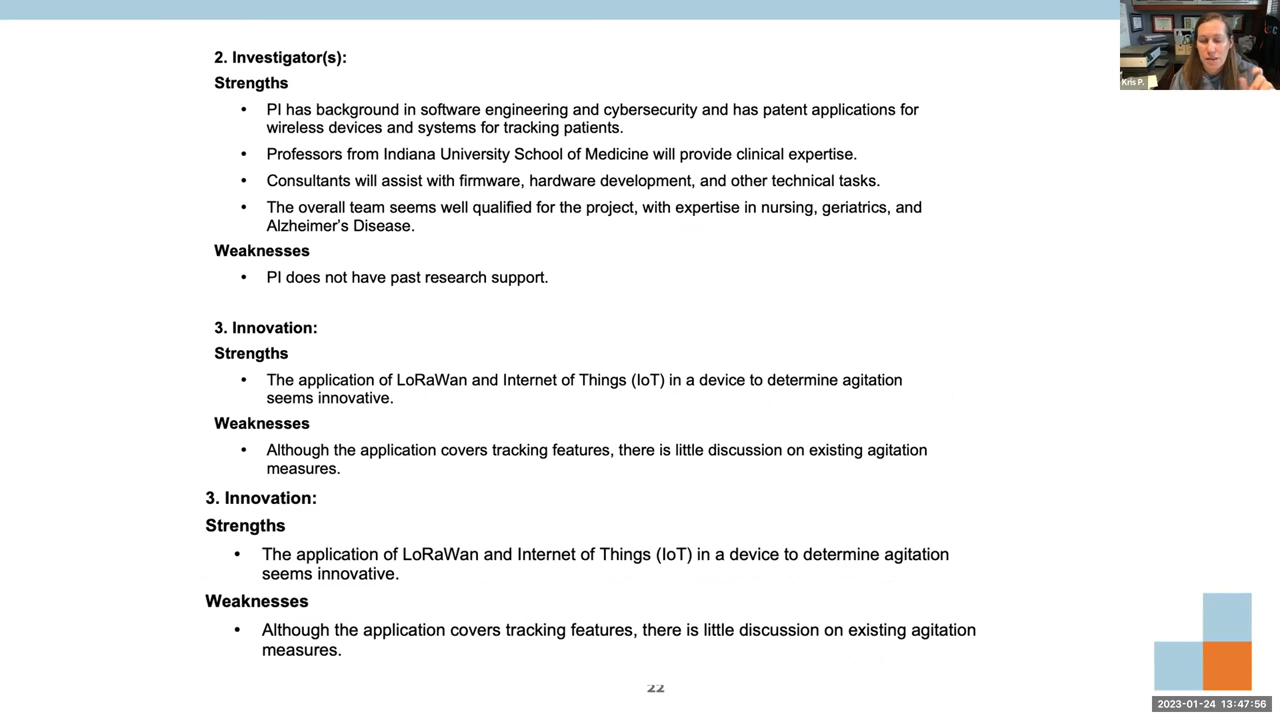 2. Investigator(s):
Strengths
• PI has background in software engineering and cybersecurity and has patent applications for
wireless devices and systems for tracking patients.
• Professors from Indiana University School of Medicine will provide clinical expertise.
• Consultants will assist with firmware, hardware development, and other technical tasks.
• The overall team seems well qualified for the project, with expertise in nursing, geriatrics, and
Alzheimer's Disease.
Weaknesses
• PI does not have past research support.
3. Innovation:
Strengths
• The application of LoRaWan and Internet of Things (IoT) in a device to determine agitation
seems innovative.
Weaknesses
• Although the application covers tracking features, there is little discussion on existing agitation
measures.
3. Innovation:
Strengths
• The application of LoRaWan and Internet of Things (IoT) in a device to determine agitation
seems innovative.
Weaknesses
• Although the application covers tracking features, there is little discussion on existing agitation
measures.
22
Kris P.
2023-01-24 13:47:56